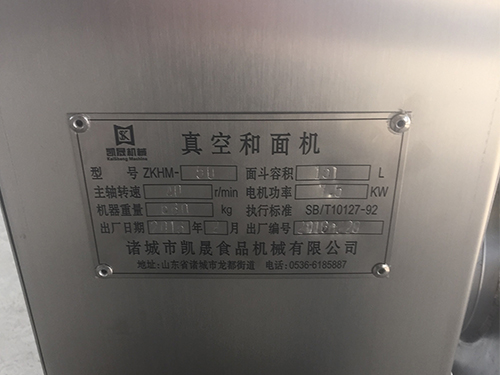 真空和面机
凯晟机械
KaiSheng Machine
型 号 ZKHM- 面斗容积 L
主轴转速 r/min 电机功率 KW
机器重量 kg 执行标准 SB/T10127-92
出厂日期 年 月 出厂编号
诸城市凯晟食品机械有限公司
地址:山东省诸城市龙都街道 电话:0536-6185887